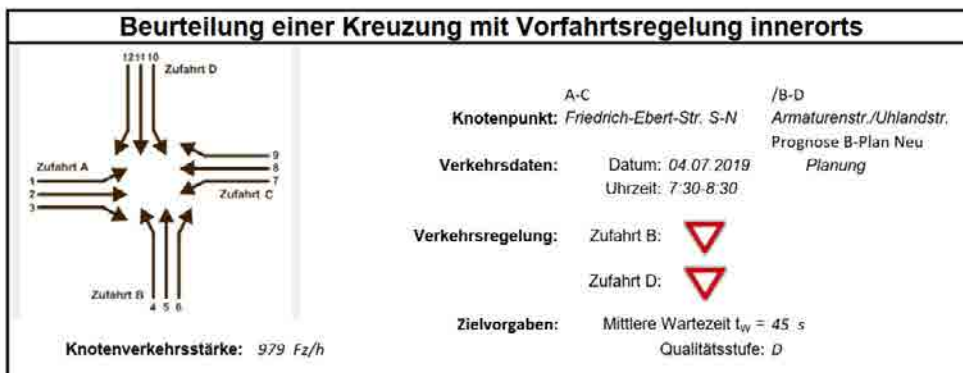 Beurteilung einer Kreuzung mit Vorfahrtsregelung innerorts
12 11 10
Zufahrt D
Zufahrt A
1
2
3
9
8
7
Zufahrt C
Zufahrt B
4 5 6
Knotenverkehrsstärke: 979 Fz/h
A-C /B-D
Knotenpunkt: Friedrich-Ebert-Str. S-N Armaturenstr./Uhlandstr.
Prognose B-Plan Neu
Verkehrsdaten: Datum: 04.07.2019 Planung
Uhrzeit: 7:30-8:30
Verkehrsregelung: Zufahrt B:
Zufahrt D:
Zielvorgaben: Mittlere Wartezeit tW = 45 s
Qualitätsstufe: D